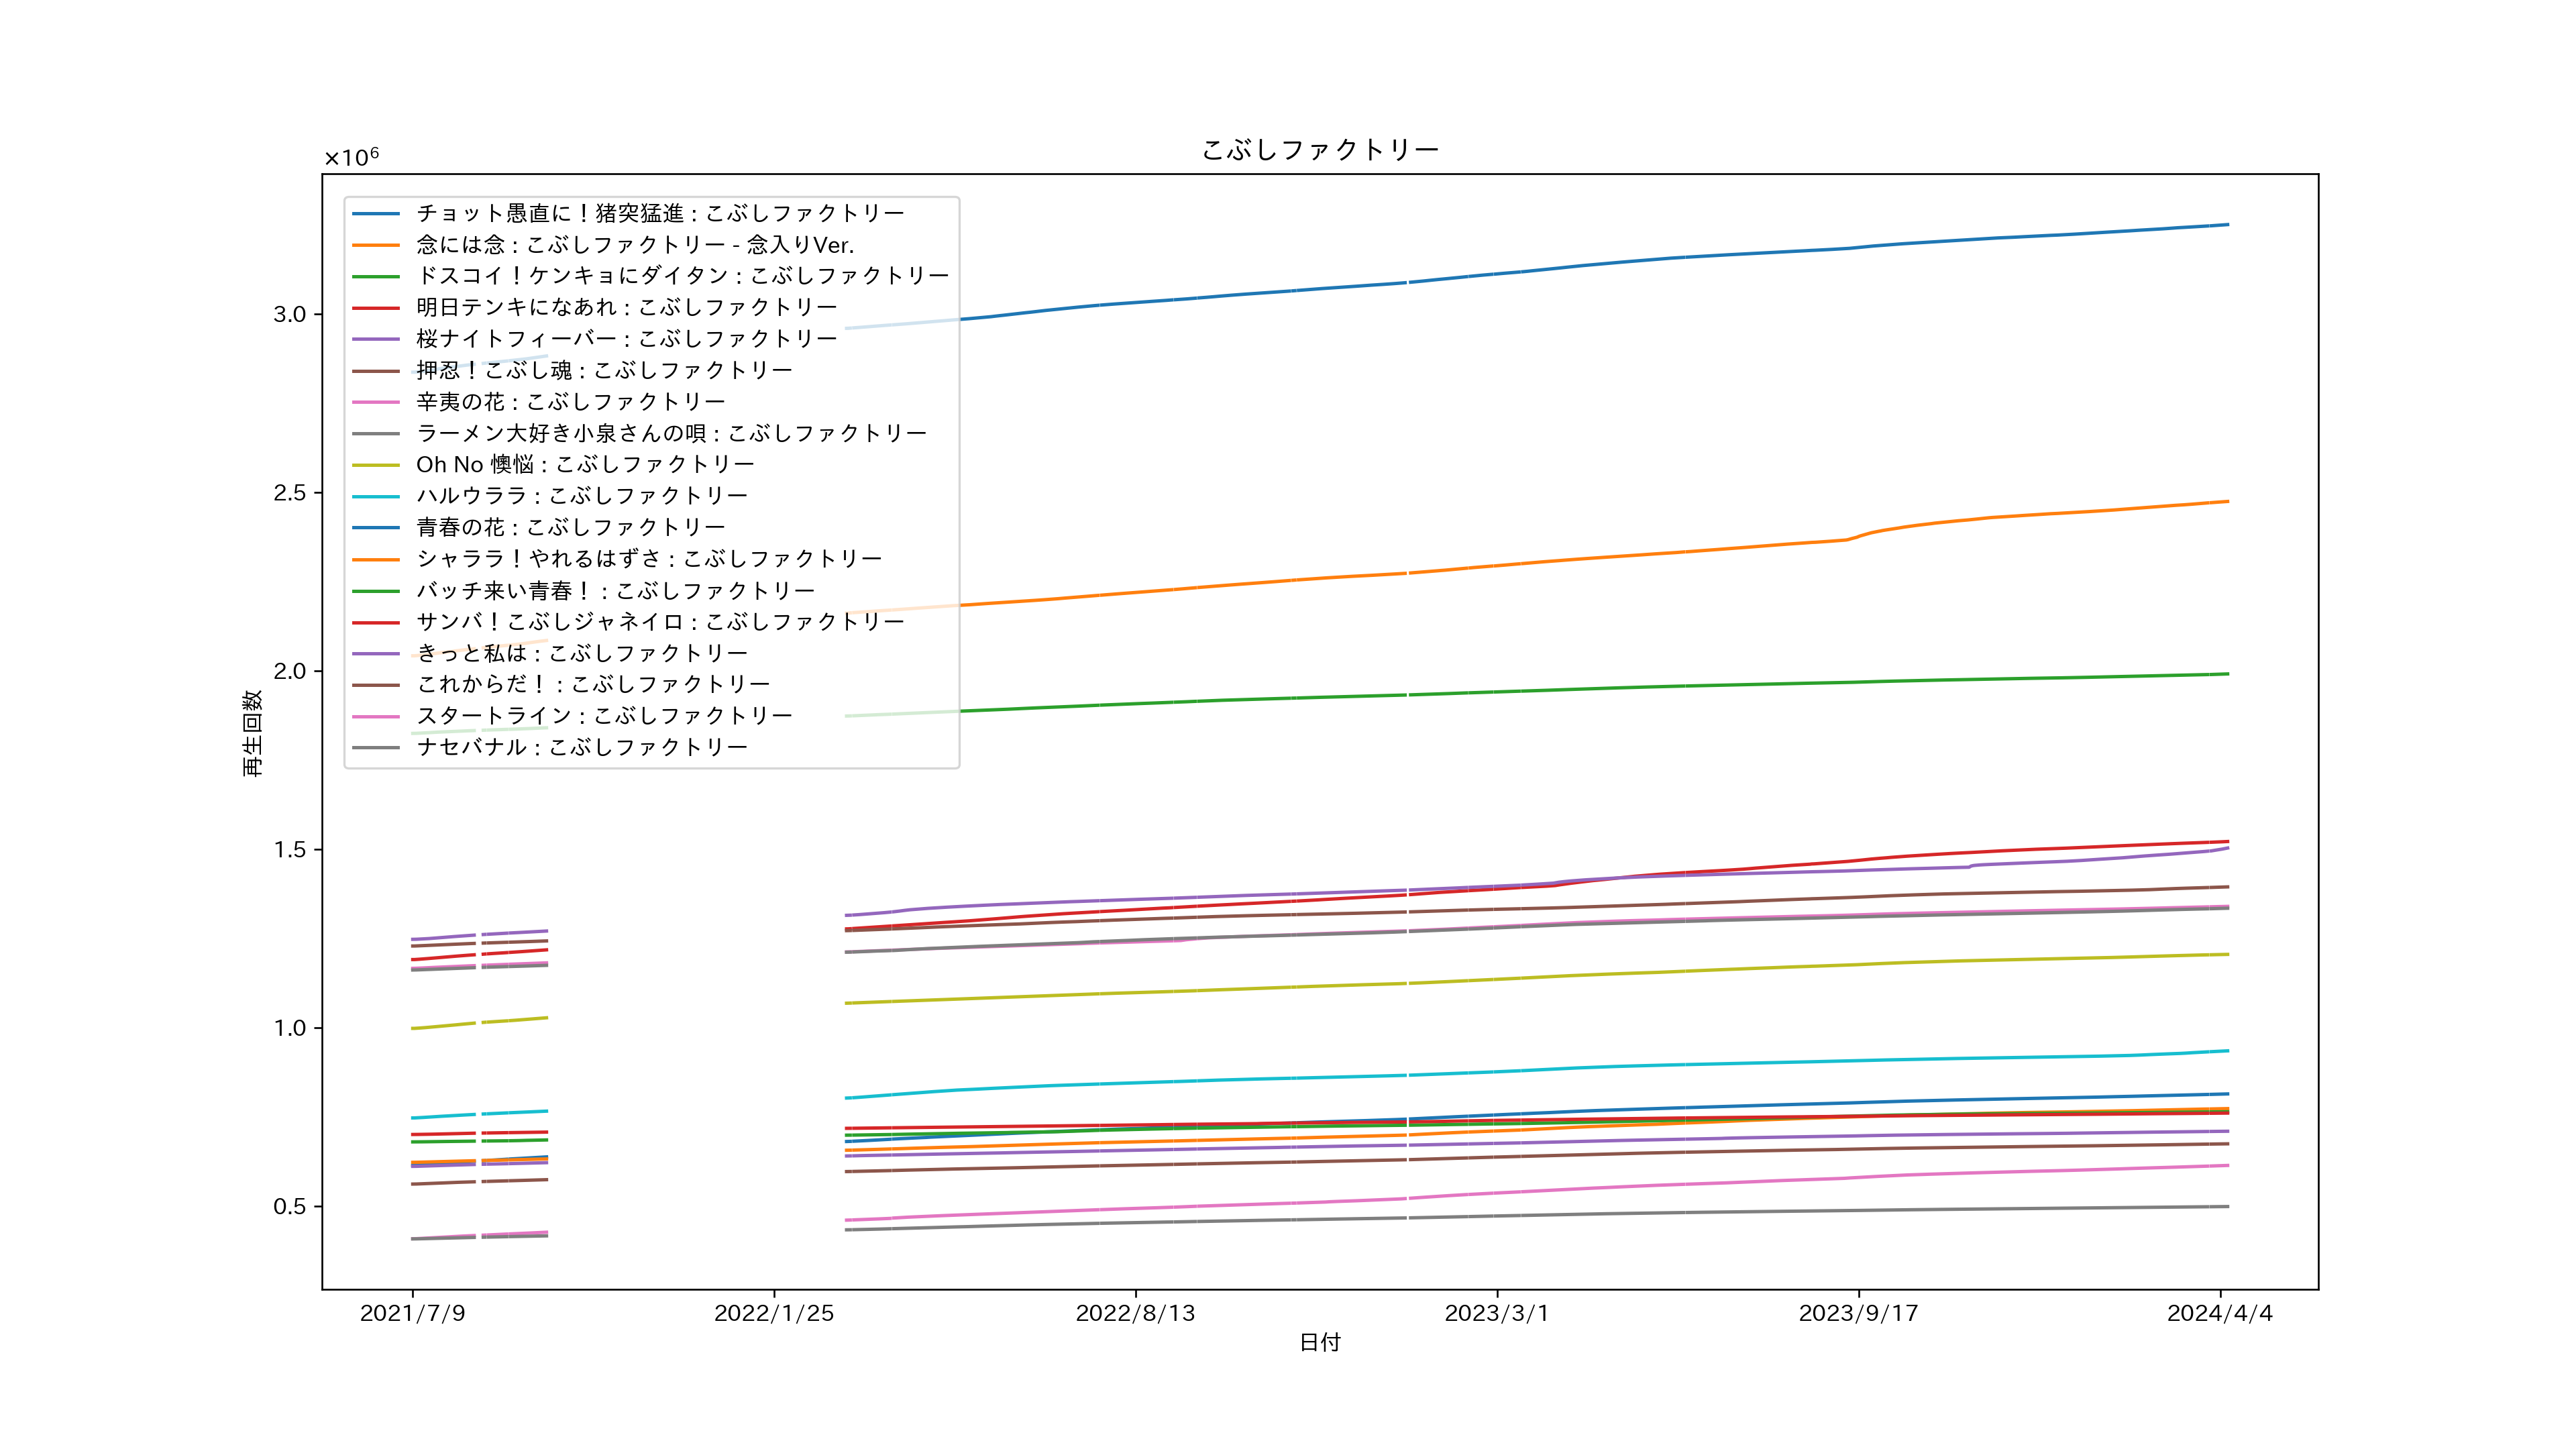 こぶしファクトリー
×10⁶
チョット愚直に！猪突猛進 : こぶしファクトリー
念には念 : こぶしファクトリー - 念入りVer.
ドスコイ！ケンキョにダイタン : こぶしファクトリー
明日テンキになあれ : こぶしファクトリー
桜ナイトフィーバー : こぶしファクトリー
押忍！こぶし魂 : こぶしファクトリー
辛夷の花 : こぶしファクトリー
ラーメン大好き小泉さんの唄 : こぶしファクトリー
Oh No 懊悩 : こぶしファクトリー
ハルウララ : こぶしファクトリー
青春の花 : こぶしファクトリー
シャララ！やれるはずさ : こぶしファクトリー
バッチ来い青春！ : こぶしファクトリー
サンバ！こぶしジャネイロ : こぶしファクトリー
きっと私は : こぶしファクトリー
これからだ！ : こぶしファクトリー
スタートライン : こぶしファクトリー
ナセバナル : こぶしファクトリー
3.0
2.5
2.0
1.5
1.0
0.5
再生回数
2021/7/9
2022/1/25
2022/8/13
2023/3/1
2023/9/17
2024/4/4
日付